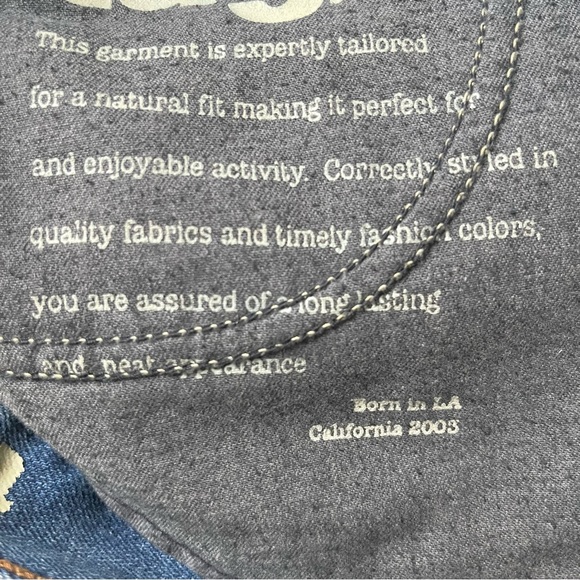 This garment is expertly tailored
for a natural fit making it perfect for
and enjoyable activity. Correctly styled in
quality fabrics and timely fashion colors,
you are assured of a long lasting
and neat appearance
Born in LA
California 2003